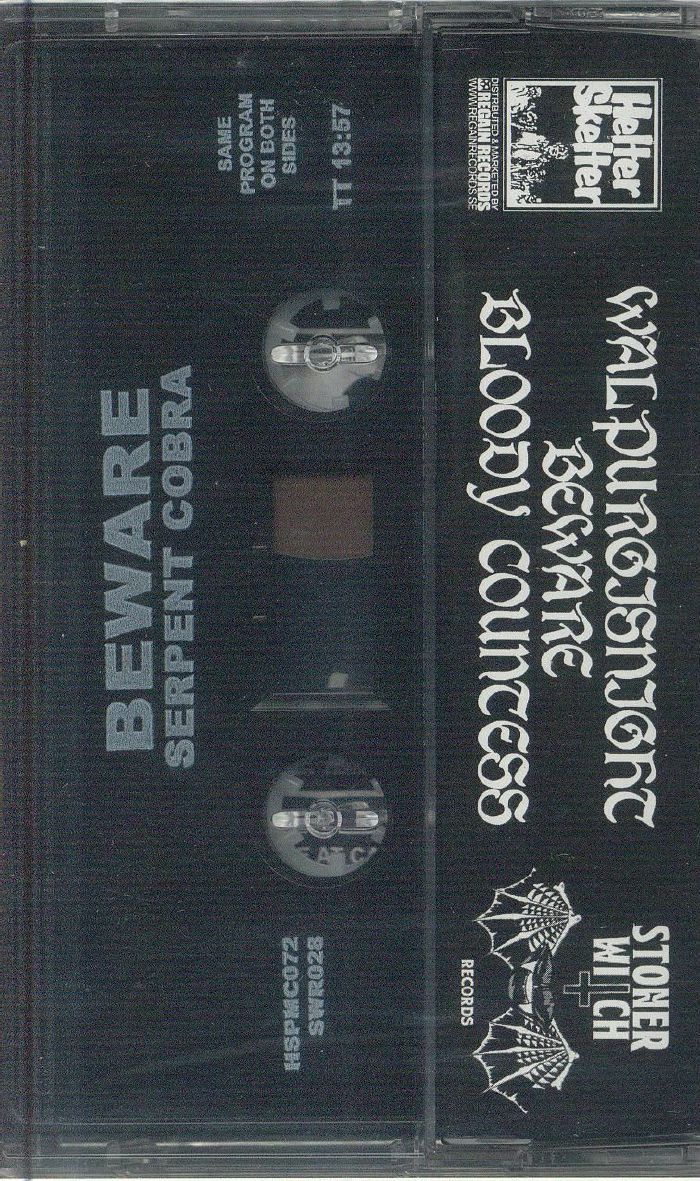 Helter
Skelter
DISTRIBUTED & MARKETED BY
REGAIN RECORDS
WWW.REGAINRECORDS.SE
WALPURGISNIGHT
BEWARE
BLOODY COUNTESS
STONER
WITCH
RECORDS
SAME
PROGRAM
ON BOTH
SIDES
TT 13:57
BEWARE
SERPENT COBRA
HSPMC072
SWR028